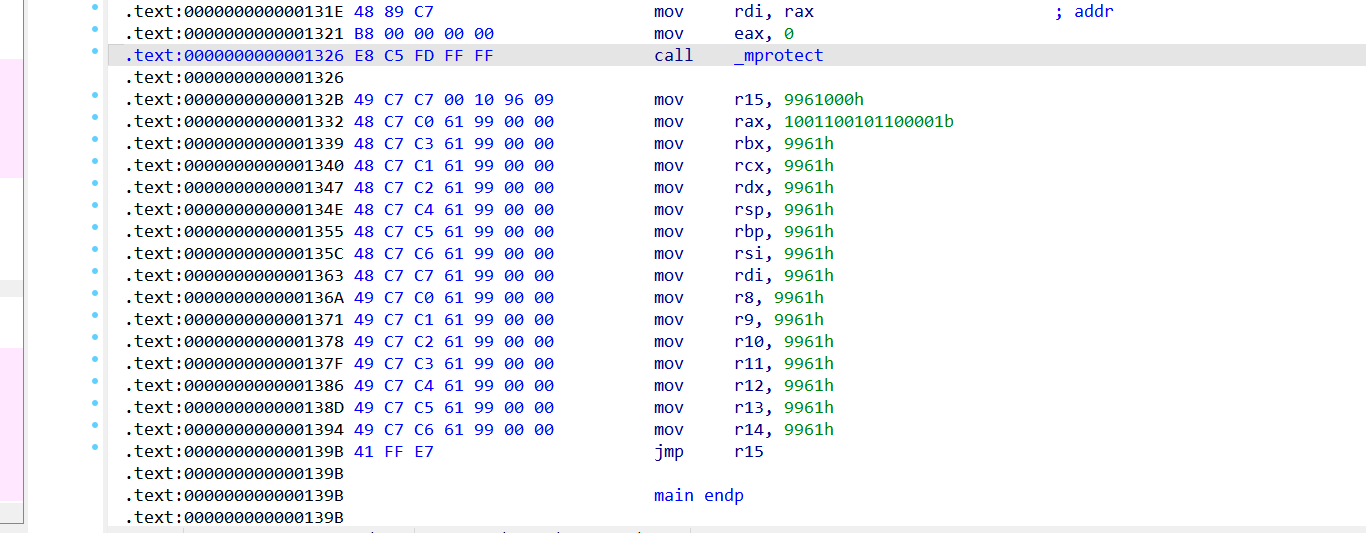 .text:000000000000131E 48 89 C7 mov rdi, rax ; addr
.text:0000000000001321 B8 00 00 00 00 mov eax, 0
.text:0000000000001326 E8 C5 FD FF FF call _mprotect
.text:0000000000001326
.text:000000000000132B 49 C7 C7 00 10 96 09 mov r15, 9961000h
.text:0000000000001332 48 C7 C0 61 99 00 00 mov rax, 1001100101100001b
.text:0000000000001339 48 C7 C3 61 99 00 00 mov rbx, 9961h
.text:0000000000001340 48 C7 C1 61 99 00 00 mov rcx, 9961h
.text:0000000000001347 48 C7 C2 61 99 00 00 mov rdx, 9961h
.text:000000000000134E 48 C7 C4 61 99 00 00 mov rsp, 9961h
.text:0000000000001355 48 C7 C5 61 99 00 00 mov rbp, 9961h
.text:000000000000135C 48 C7 C6 61 99 00 00 mov rsi, 9961h
.text:0000000000001363 48 C7 C7 61 99 00 00 mov rdi, 9961h
.text:000000000000136A 49 C7 C0 61 99 00 00 mov r8, 9961h
.text:0000000000001371 49 C7 C1 61 99 00 00 mov r9, 9961h
.text:0000000000001378 49 C7 C2 61 99 00 00 mov r10, 9961h
.text:000000000000137F 49 C7 C3 61 99 00 00 mov r11, 9961h
.text:0000000000001386 49 C7 C4 61 99 00 00 mov r12, 9961h
.text:000000000000138D 49 C7 C5 61 99 00 00 mov r13, 9961h
.text:0000000000001394 49 C7 C6 61 99 00 00 mov r14, 9961h
.text:000000000000139B 41 FF E7 jmp r15
.text:000000000000139B
.text:000000000000139B main endp
.text:000000000000139B